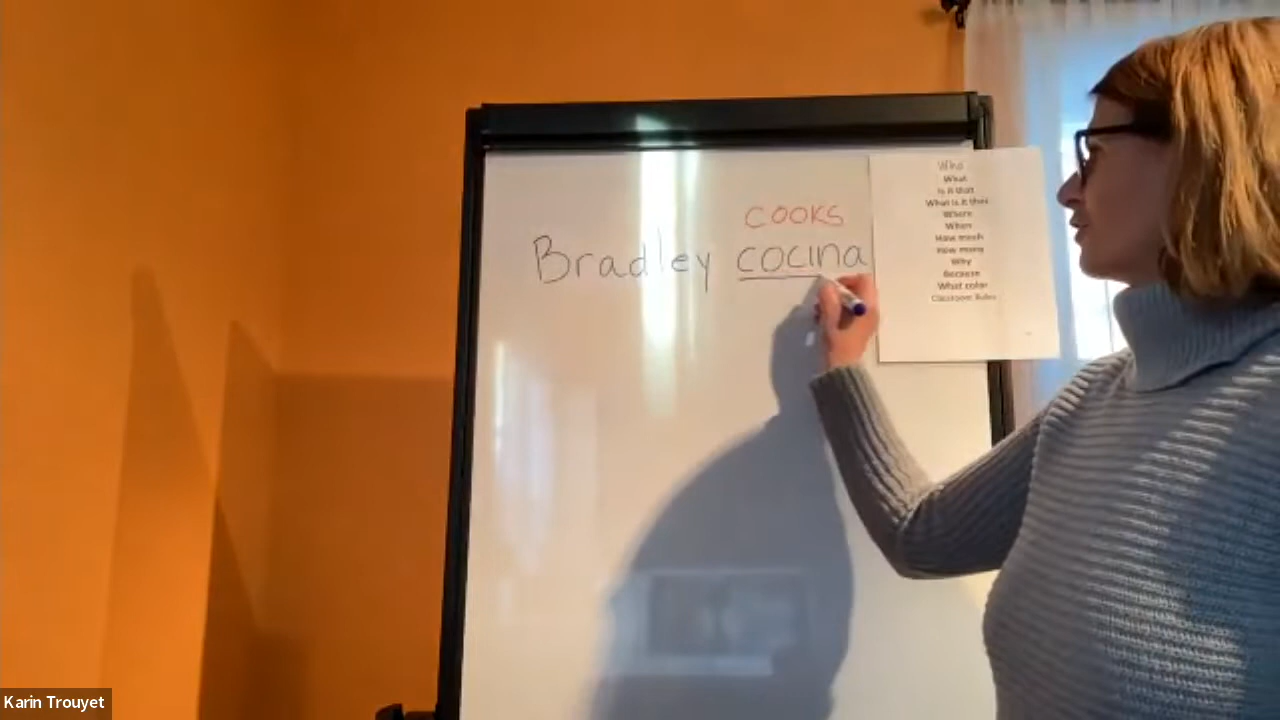 cooks
Bradley cocina
Who
What
Is it that
What is it that
Where
When
How much
How many
Why
Because
What color
Classroom Rules
Karin Trouyet